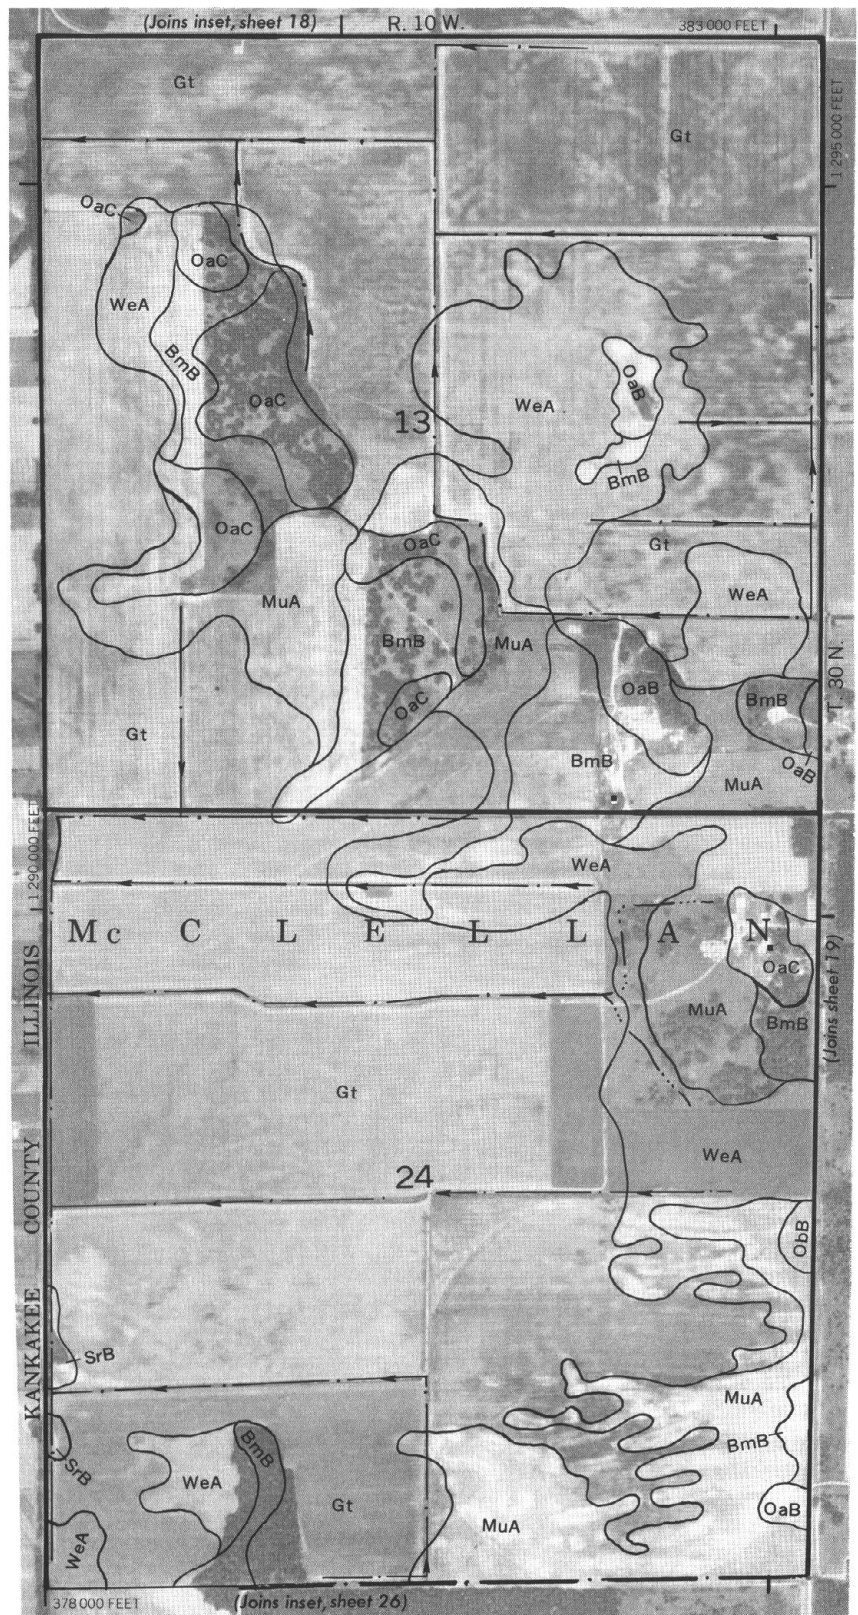 (Joins inset, sheet 18)
R. 10 W.
383 000 FEET
Gt
Gt
1 295 000 FEET
OaC
OaC
WeA
BmB
OaB
OaC
WeA
13
BmB
OaC
OaC
Gt
WeA
MuA
BmB
MuA
OaC
OaB
BmB
T. 30 N.
Gt
BmB
OaB
MuA
1 290 000 FEET
WeA
Mc C L E L L A N
OaC
(Joins sheet 19)
MuA
BmB
KANKAKEE COUNTY ILLINOIS
Gt
WeA
24
ObB
SrB
MuA
BmB
BmB
SrB
WeA
Gt
OaB
MuA
WeA
378 000 FEET
(Joins inset, sheet 26)